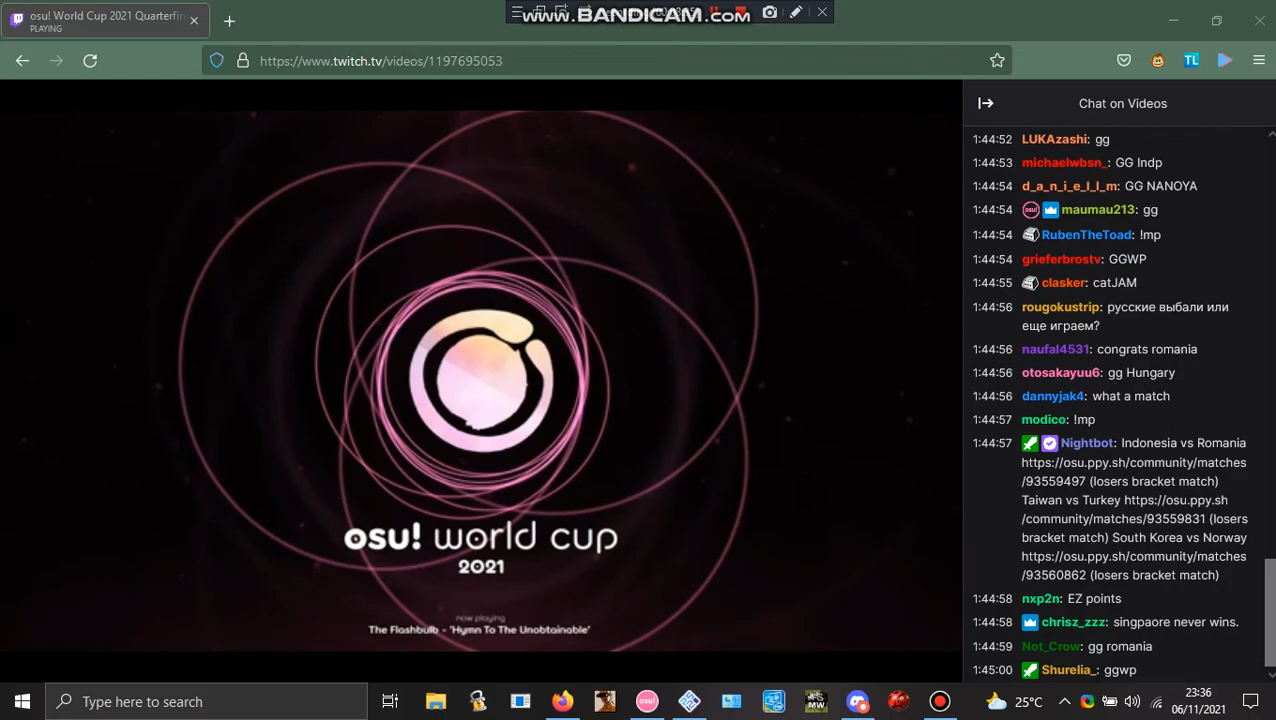 osu! World Cup 2021 Quarterfin
PLAYING
www.BANDICAM.com
https://www.twitch.tv/videos/1197695053
TL
osu! world cup
2021
now playing
The Flashbulb - 'Hymn To The Unobtainable'
Chat on Videos
1:44:52 LUKAzashi: gg
1:44:53 michaelwbsn_: GG Indp
1:44:54 d_a_n_i_e_l_l_m: GG NANOYA
1:44:54 osu! maumau213: gg
1:44:54 RubenTheToad: !mp
1:44:54 grieferbrostv: GGWP
1:44:55 clasker: catJAM
1:44:56 rougokustrip: русские выбали или
еще играем?
1:44:56 naufal4531: congrats romania
1:44:56 otosakayuu6: gg Hungary
1:44:56 dannyjak4: what a match
1:44:57 modico: !mp
1:44:57 Nightbot: Indonesia vs Romania
https://osu.ppy.sh/community/matches
/93559497 (losers bracket match)
Taiwan vs Turkey https://osu.ppy.sh
/community/matches/93559831 (losers
bracket match) South Korea vs Norway
https://osu.ppy.sh/community/matches
/93560862 (losers bracket match)
1:44:58 nxp2n: EZ points
1:44:58 chrisz_zzz: singpaore never wins.
1:44:59 Not_Crow: gg romania
1:45:00 Shurelia_: ggwp
Type here to search
osu!
MW
25°C
23:36
06/11/2021